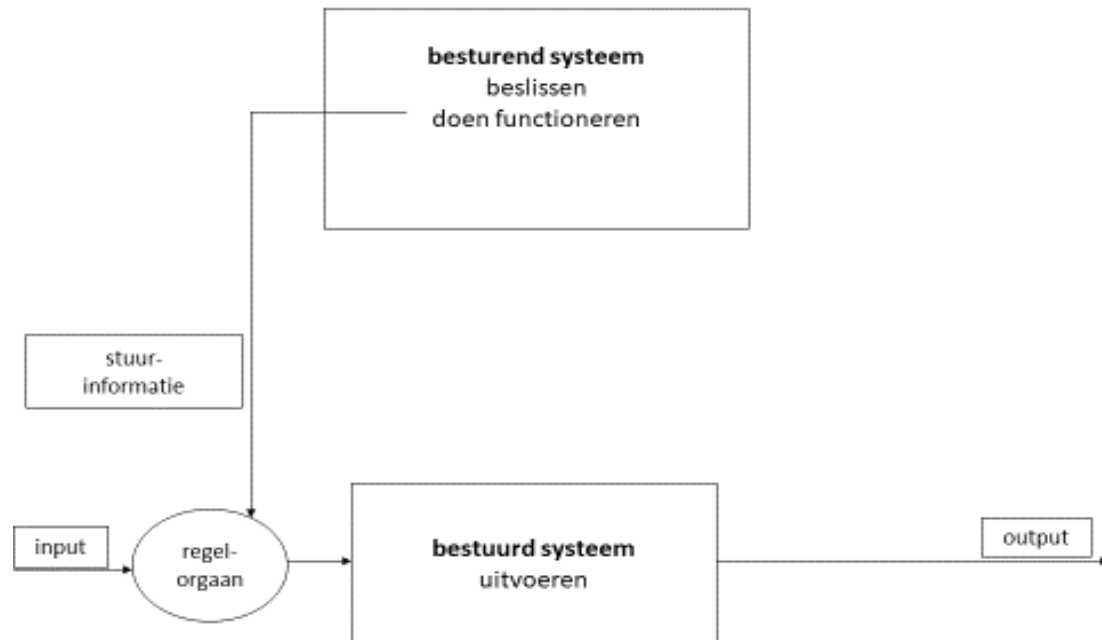 besturend systeem
beslissen
doen functioneren
stuur-
informatie
input
regel-
orgaan
bestuurd systeem
uitvoeren
output